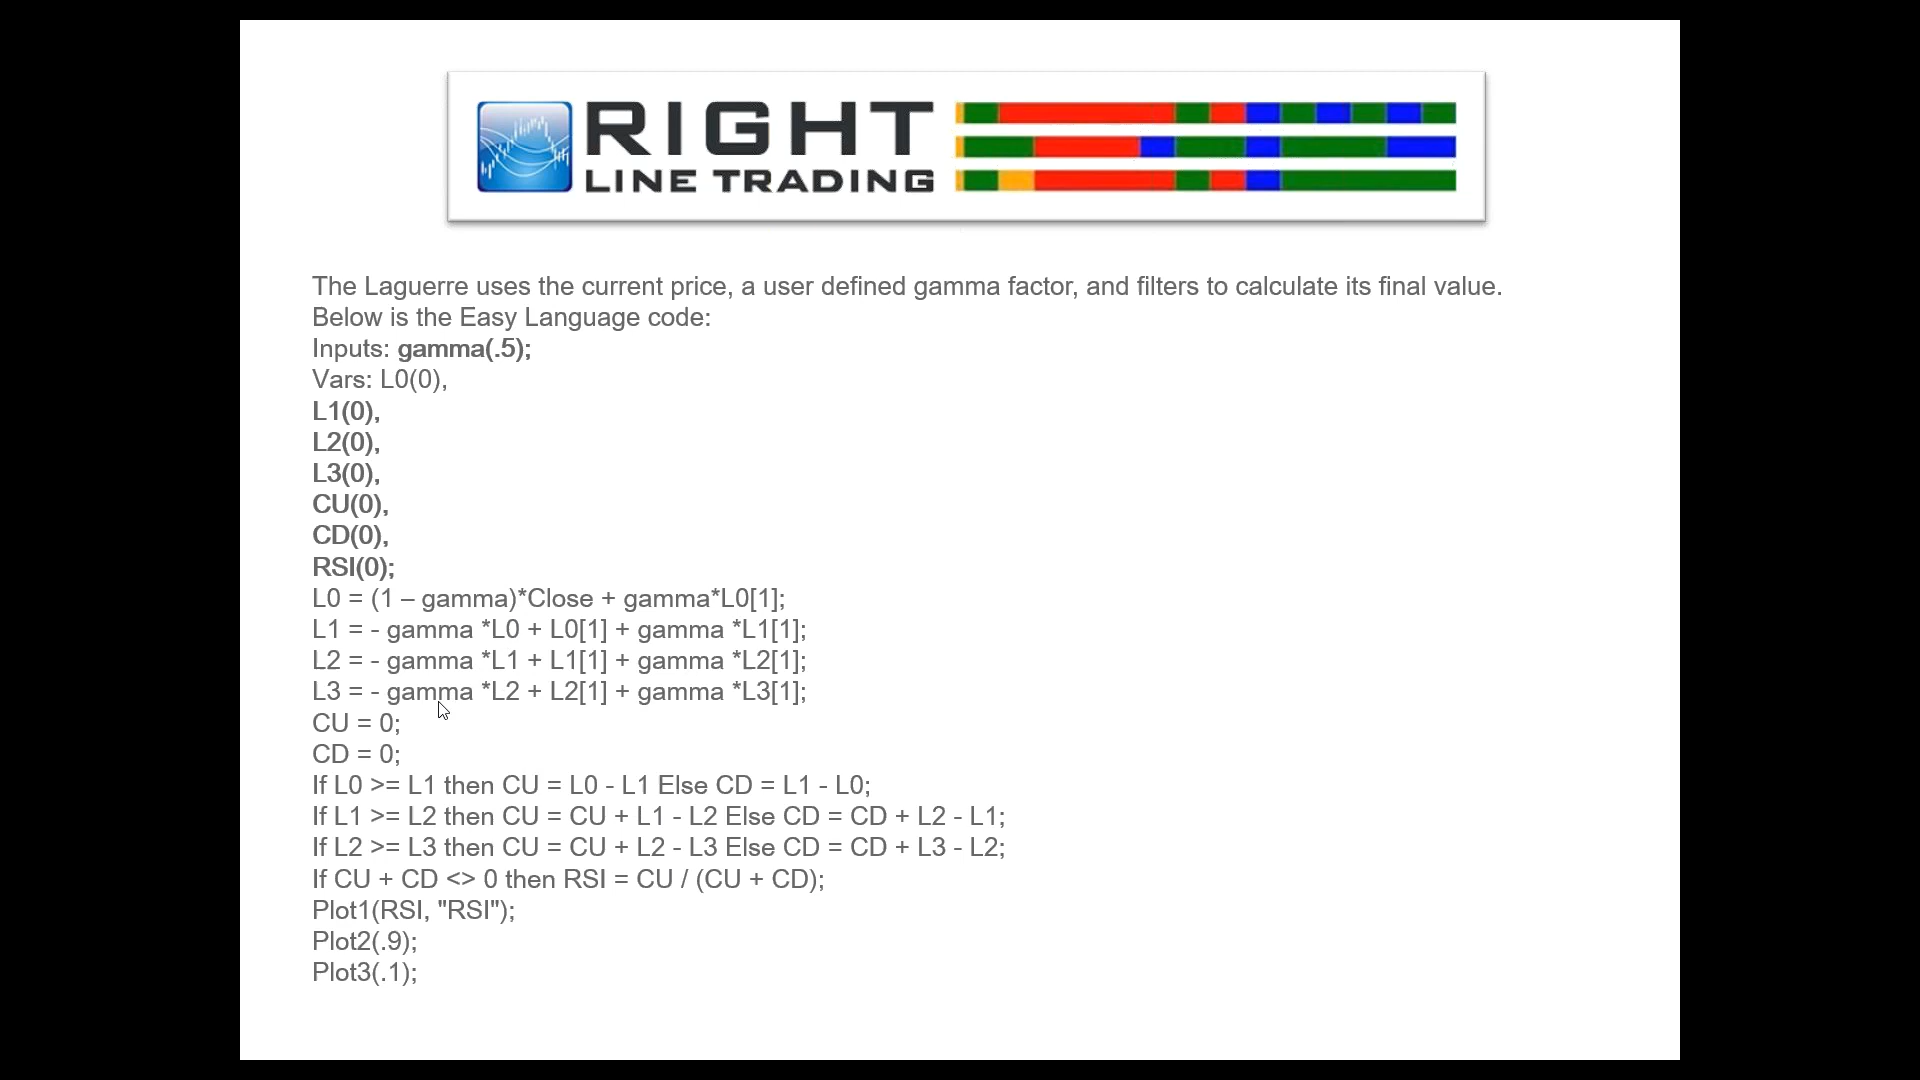 RIGHT
LINE TRADING
The Laguerre uses the current price, a user defined gamma factor, and filters to calculate its final value.
Below is the Easy Language code:
Inputs: gamma(.5);
Vars: L0(0),
L1(0),
L2(0),
L3(0),
CU(0),
CD(0),
RSI(0);
L0 = (1 – gamma)*Close + gamma*L0[1];
L1 = - gamma *L0 + L0[1] + gamma *L1[1];
L2 = - gamma *L1 + L1[1] + gamma *L2[1];
L3 = - gamma *L2 + L2[1] + gamma *L3[1];
CU = 0;
CD = 0;
If L0 >= L1 then CU = L0 - L1 Else CD = L1 - L0;
If L1 >= L2 then CU = CU + L1 - L2 Else CD = CD + L2 - L1;
If L2 >= L3 then CU = CU + L2 - L3 Else CD = CD + L3 - L2;
If CU + CD <> 0 then RSI = CU / (CU + CD);
Plot1(RSI, "RSI");
Plot2(.9);
Plot3(.1);